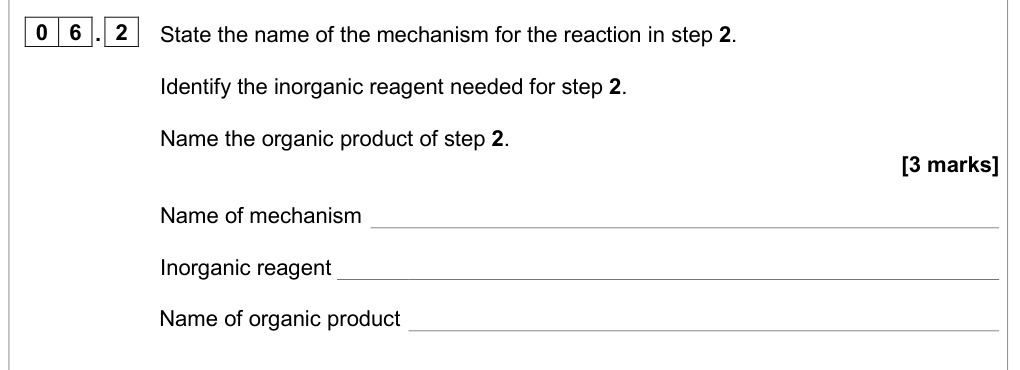 0 6 . 2 State the name of the mechanism for the reaction in step 2.
Identify the inorganic reagent needed for step 2.
Name the organic product of step 2.
[3 marks]
Name of mechanism
Inorganic reagent
Name of organic product